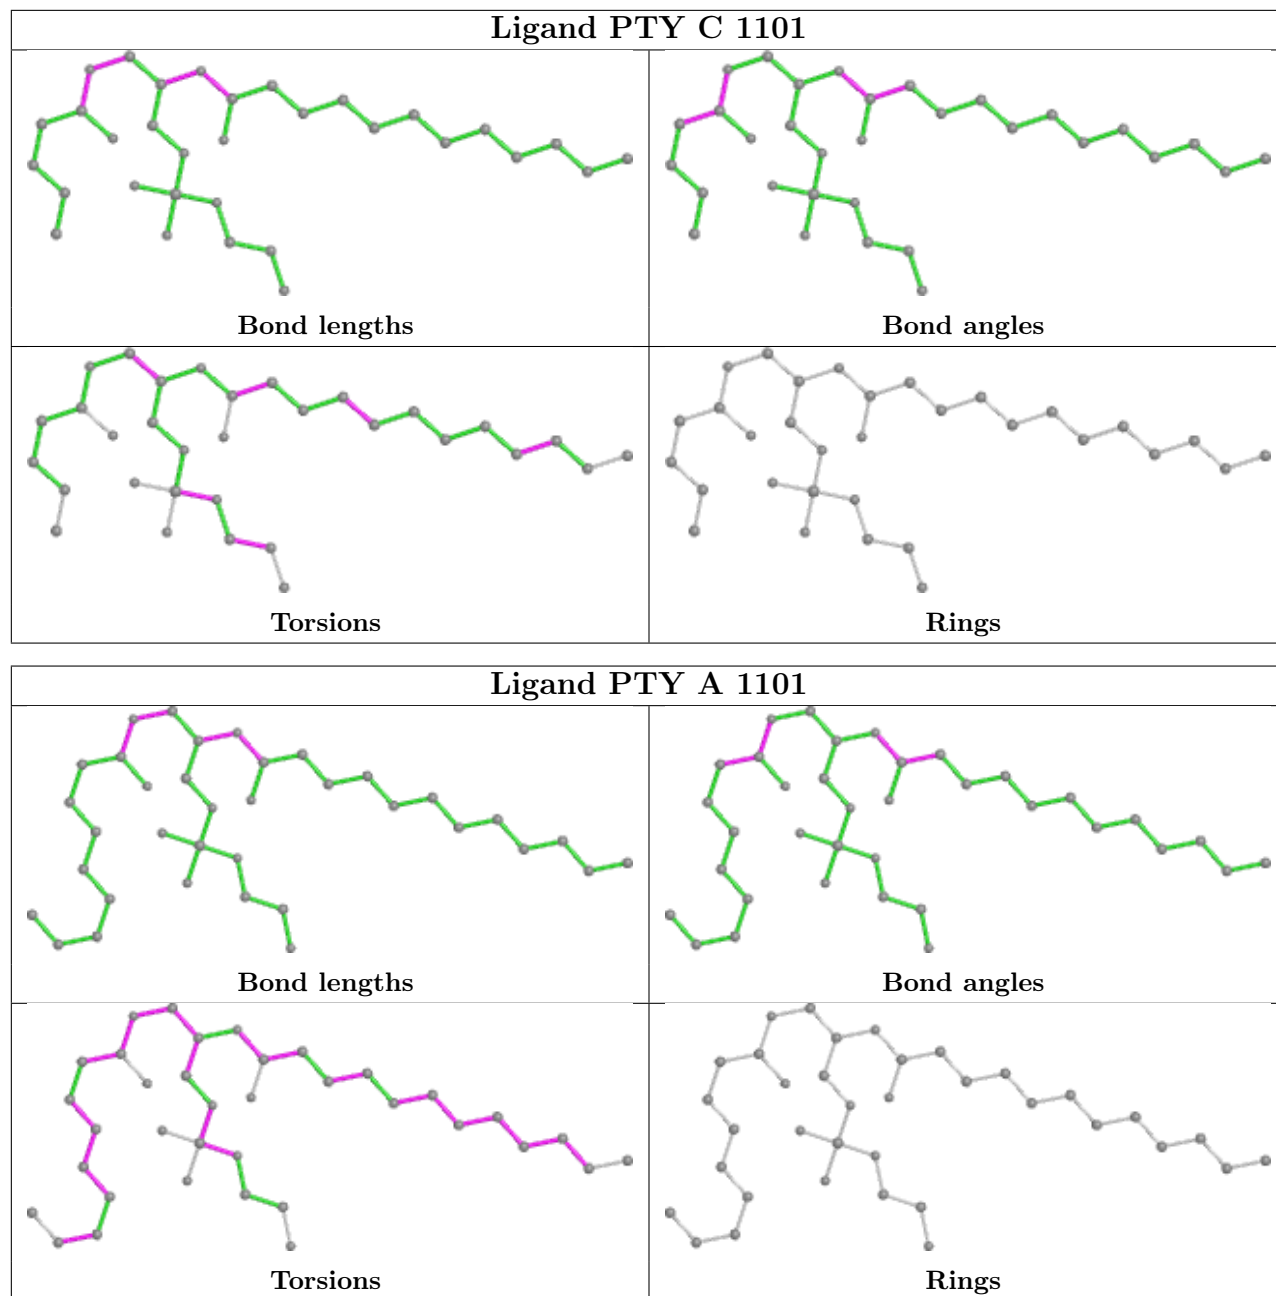 Ligand PTY C 1101
Bond lengths
Bond angles
Torsions
Rings
Ligand PTY A 1101
Bond lengths
Bond angles
Torsions
Rings